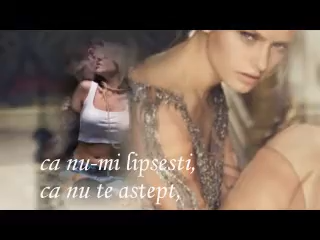 ca nu-mi lipsesti,
ca nu te astept,